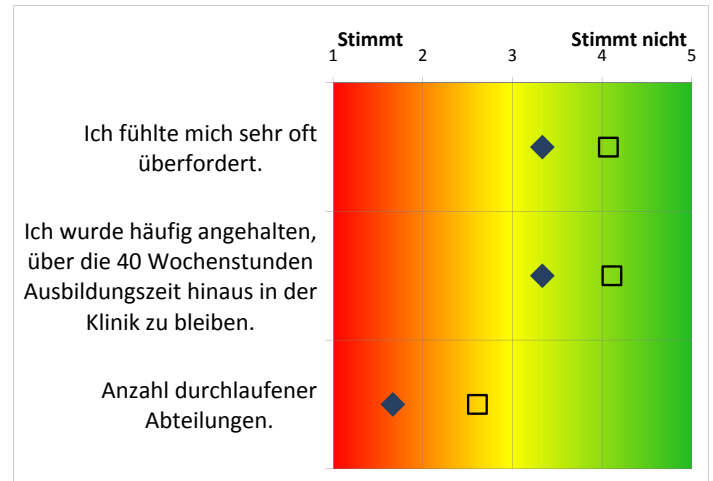 Stimmt Stimmt nicht
1 2 3 4 5
Ich fühlte mich sehr oft
überfordert.
Ich wurde häufig angehalten,
über die 40 Wochenstunden
Ausbildungszeit hinaus in der
Klinik zu bleiben.
Anzahl durchlaufener
Abteilungen.